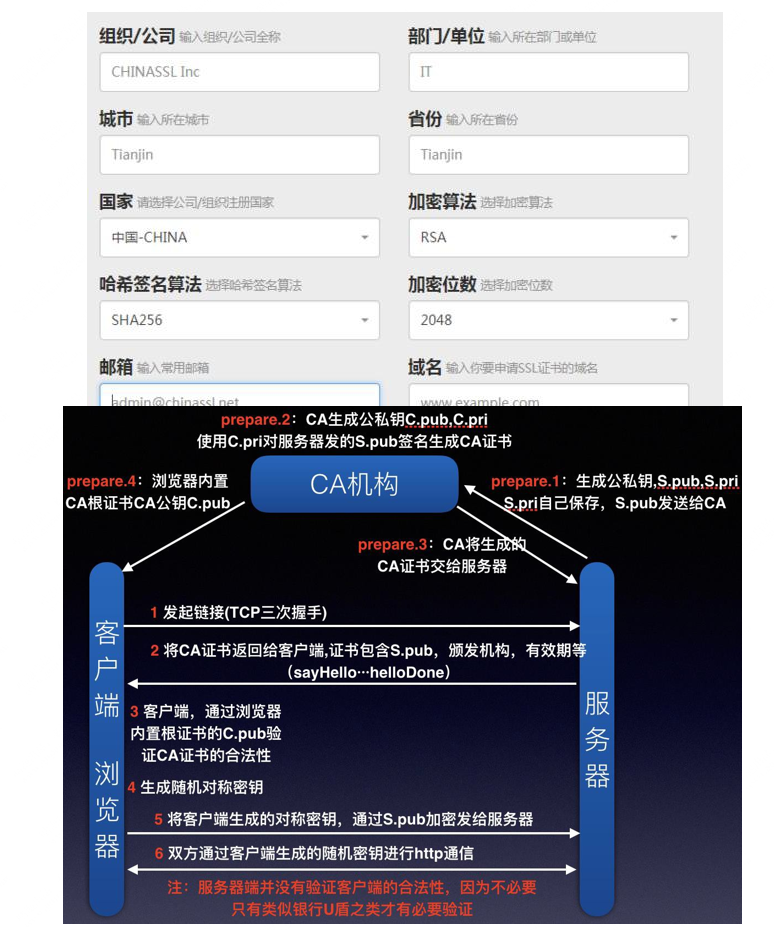 组织/公司 输入组织/公司全称
部门/单位 输入所在部门或单位
CHINASSL Inc
IT
城市 输入所在城市
省份 输入所在省份
Tianjin
Tianjin
国家 请选择公司/组织注册国家
加密算法 选择加密算法
中国-CHINA
RSA
哈希签名算法 选择哈希签名算法
加密位数 选择加密位数
SHA256
2048
邮箱 输入常用邮箱
域名 输入你要申请SSL证书的域名
admin@chinassl.net
www.example.com
prepare.2：CA生成公私钥C.pub,C.pri
使用C.pri对服务器发的S.pub签名生成CA证书
prepare.4：浏览器内置
CA根证书CA公钥C.pub
CA机构
prepare.1：生成公私钥,S.pub,S.pri
S.pri自己保存，S.pub发送给CA
prepare.3：CA将生成的
CA证书交给服务器
客户端 浏览器
服务器
1 发起链接(TCP三次握手)
2 将CA证书返回给客户端,证书包含S.pub，颁发机构，有效期等
（sayHello···helloDone）
3 客户端，通过浏览器
内置根证书的C.pub验
证CA证书的合法性
4 生成随机对称密钥
5 将客户端生成的对称密钥，通过S.pub加密发给服务器
6 双方通过客户端生成的随机密钥进行http通信
注：服务器端并没有验证客户端的合法性，因为不必要
只有类似银行U盾之类才有必要验证